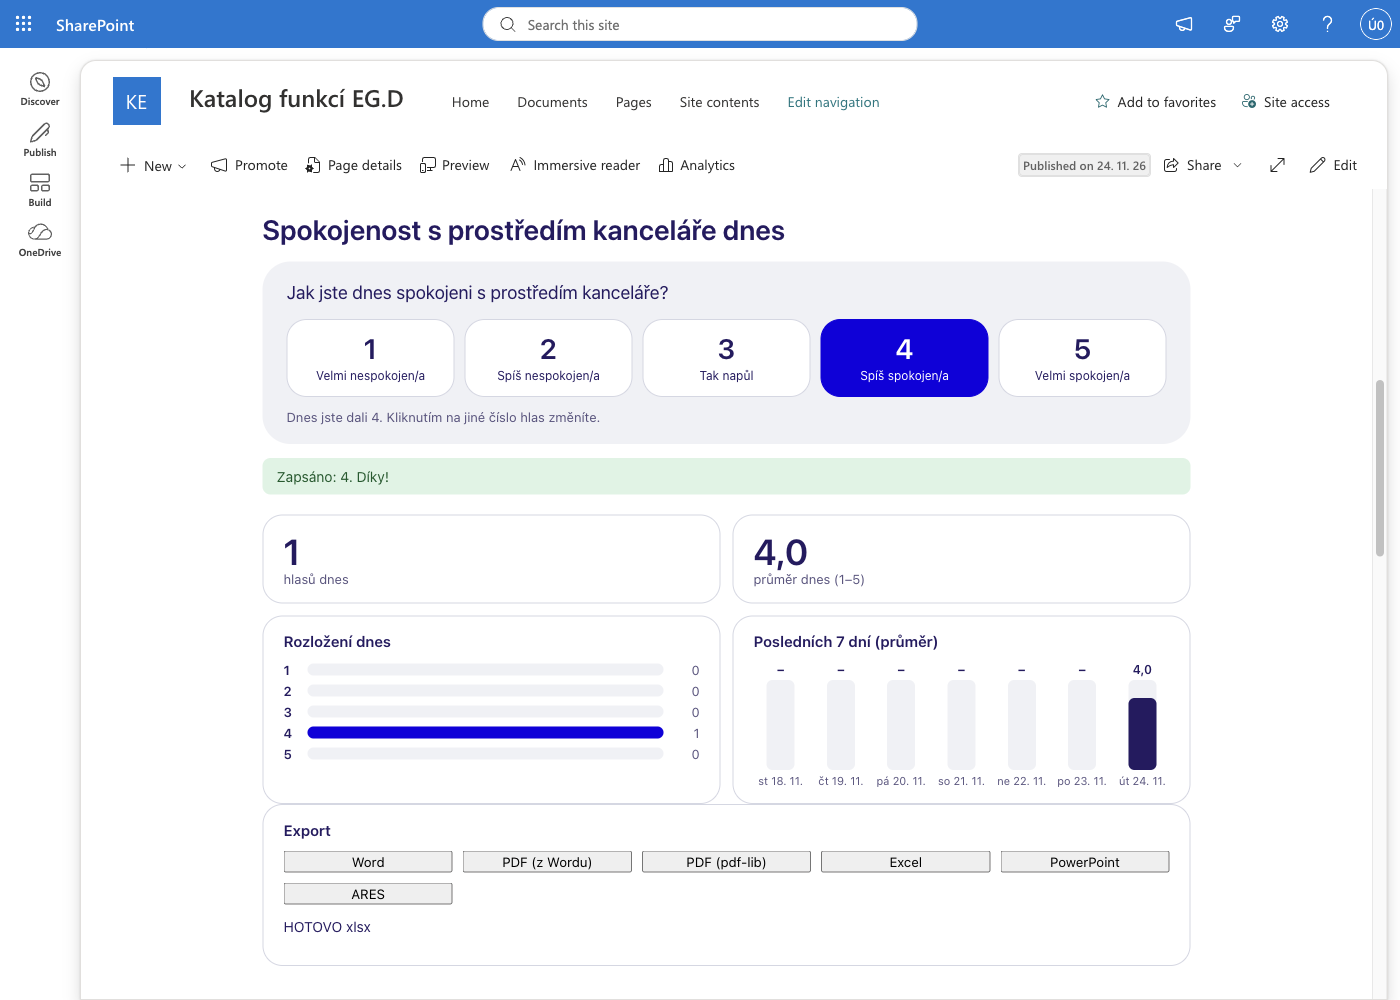 SharePoint
Search this site
Ú0
Discover
Publish
Build
OneDrive
KE
Katalog funkcí EG.D
Home
Documents
Pages
Site contents
Edit navigation
Add to favorites
Site access
New
Promote
Page details
Preview
Immersive reader
Analytics
Published on 24. 11. 26
Share
Edit
Spokojenost s prostředím kanceláře dnes
Jak jste dnes spokojeni s prostředím kanceláře?
1
Velmi nespokojen/a
2
Spíš nespokojen/a
3
Tak napůl
4
Spíš spokojen/a
5
Velmi spokojen/a
Dnes jste dali 4. Kliknutím na jiné číslo hlas změníte.
Zapsáno: 4. Díky!
1
hlasů dnes
4,0
průměr dnes (1–5)
Rozložení dnes
1 0
2 0
3 0
4 1
5 0
Posledních 7 dní (průměr)
– – – – – – 4,0
st 18. 11. čt 19. 11. pá 20. 11. so 21. 11. ne 22. 11. po 23. 11. út 24. 11.
Export
Word
PDF (z Wordu)
PDF (pdf-lib)
Excel
PowerPoint
ARES
HOTOVO xlsx